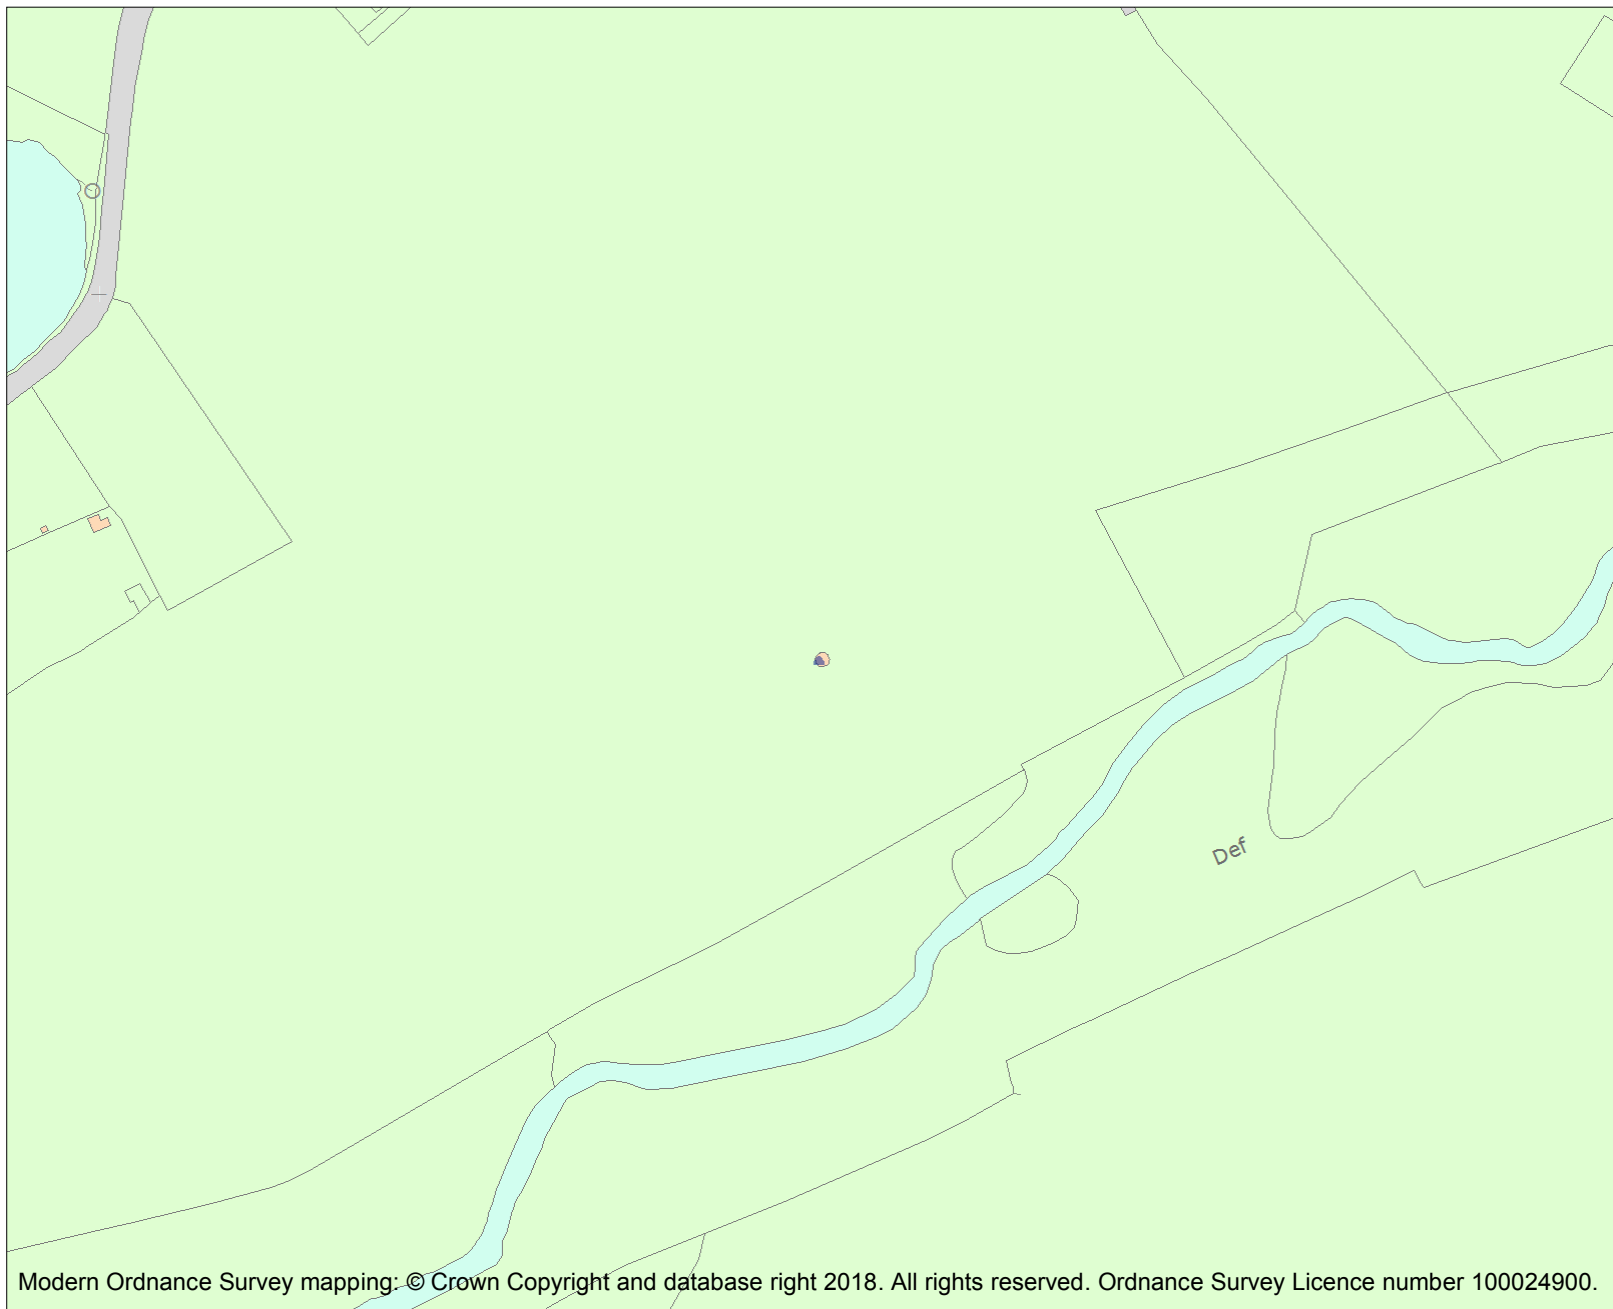 Def
Modern Ordnance Survey mapping: © Crown Copyright and database right 2018. All rights reserved. Ordnance Survey Licence number 100024900.